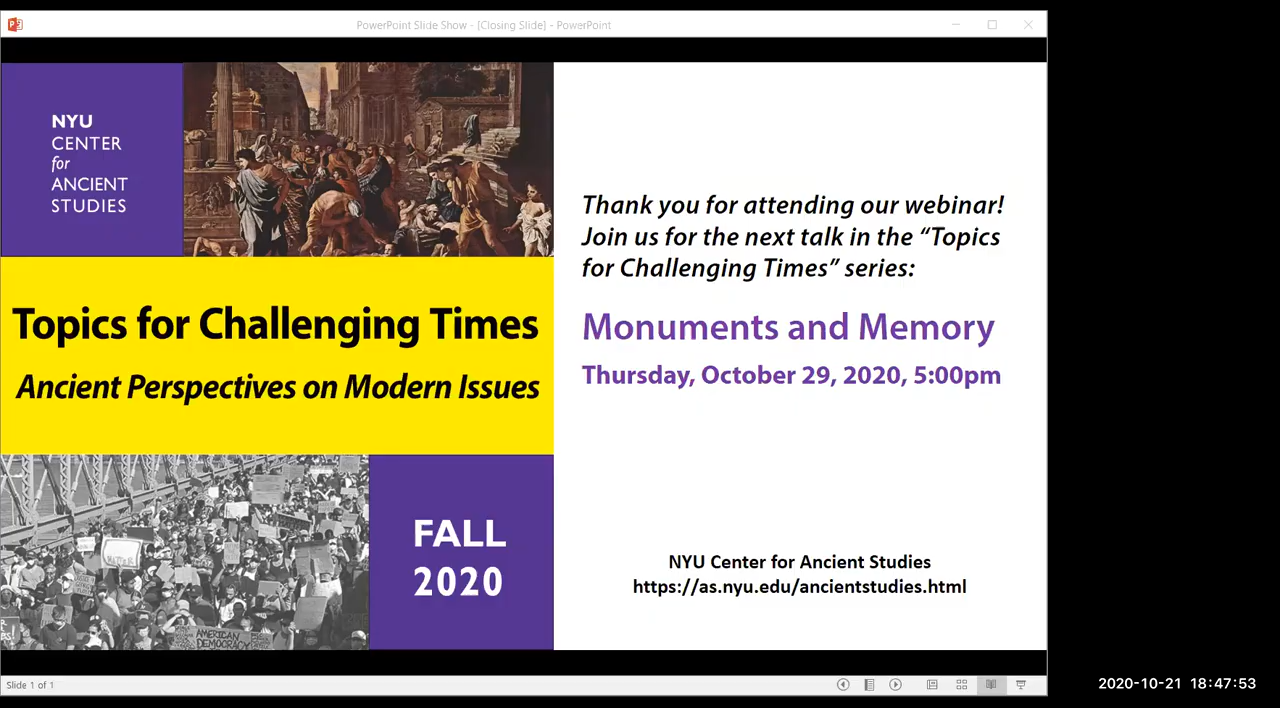 PowerPoint Slide Show - [Closing Slide] - PowerPoint
NYU
CENTER
for
ANCIENT
STUDIES
Topics for Challenging Times
Ancient Perspectives on Modern Issues
AMERICAN
DEMOCRACY
FALL
2020
Thank you for attending our webinar!
Join us for the next talk in the “Topics
for Challenging Times” series:
Monuments and Memory
Thursday, October 29, 2020, 5:00pm
NYU Center for Ancient Studies
https://as.nyu.edu/ancientstudies.html
Slide 1 of 1
2020-10-21 18:47:53